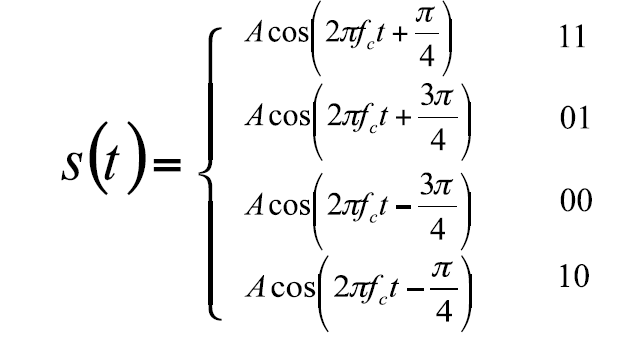 A cos(2πf_c t + π/4) 11
A cos(2πf_c t + 3π/4) 01
s(t) = {
A cos(2πf_c t − 3π/4) 00
A cos(2πf_c t − π/4) 10